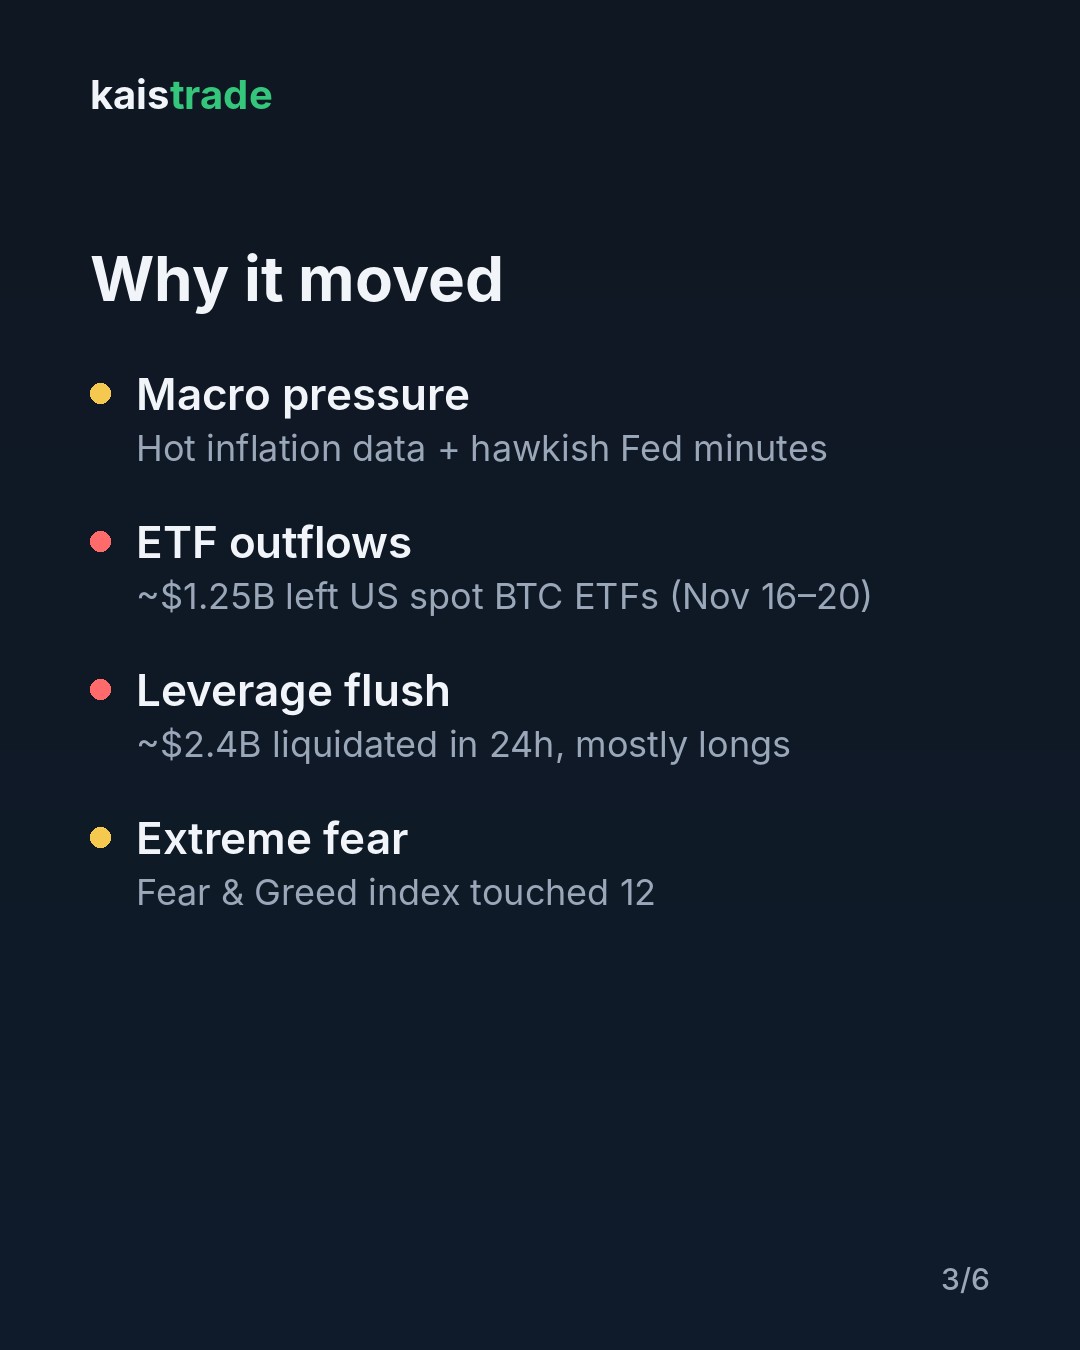 kaistrade
Why it moved
Macro pressure
Hot inflation data + hawkish Fed minutes
ETF outflows
~$1.25B left US spot BTC ETFs (Nov 16–20)
Leverage flush
~$2.4B liquidated in 24h, mostly longs
Extreme fear
Fear & Greed index touched 12
3/6